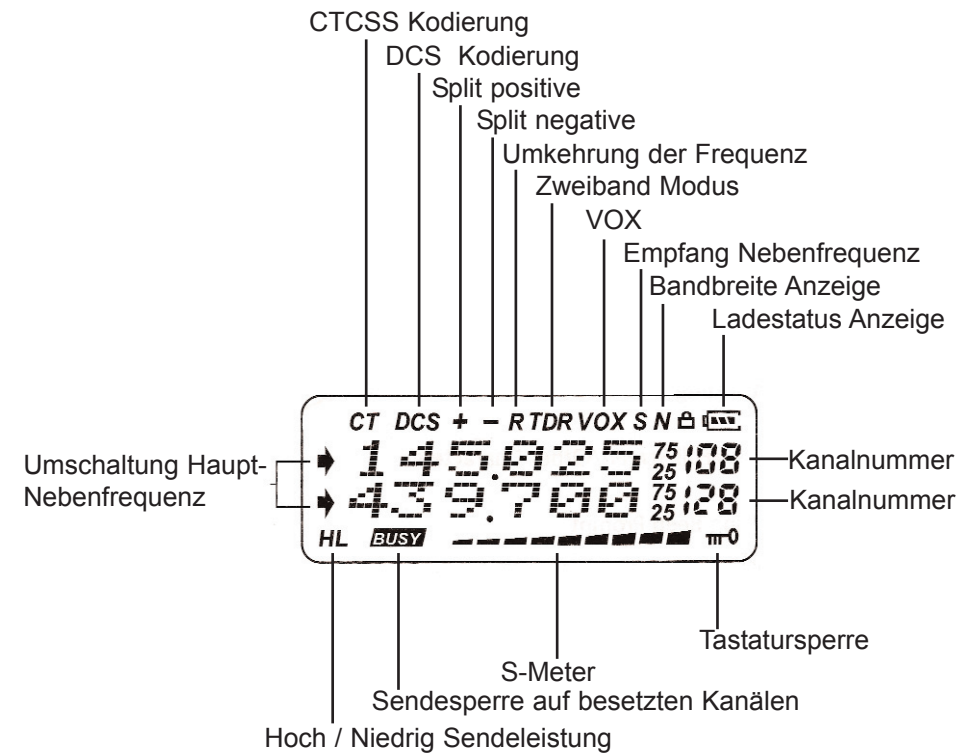 CTCSS Kodierung
DCS Kodierung
Split positive
Split negative
Umkehrung der Frequenz
Zweiband Modus
VOX
Empfang Nebenfrequenz
Bandbreite Anzeige
Ladestatus Anzeige
CT DCS + - R TDR VOX S N
Umschaltung Haupt-
Nebenfrequenz
145.025 75 25 108
Kanalnummer
439.700 75 25 128
Kanalnummer
HL BUSY
Tastatursperre
S-Meter
Sendesperre auf besetzten Kanälen
Hoch / Niedrig Sendeleistung